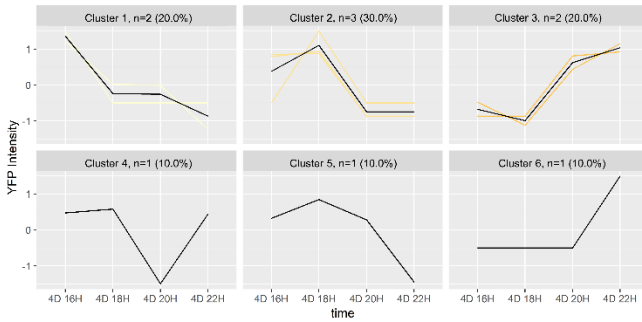 Cluster 1, n=2 (20.0%)
Cluster 2, n=3 (30.0%)
Cluster 3, n=2 (20.0%)
1
0
-1
Cluster 4, n=1 (10.0%)
Cluster 5, n=1 (10.0%)
Cluster 6, n=1 (10.0%)
1
0
-1
YFP Intensity
4D 16H 4D 18H 4D 20H 4D 22H
4D 16H 4D 18H 4D 20H 4D 22H
4D 16H 4D 18H 4D 20H 4D 22H
time